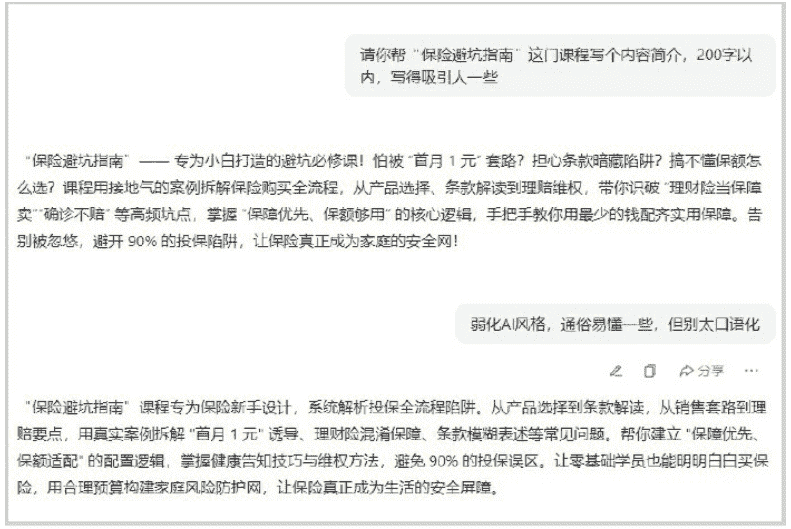 请你帮“保险避坑指南”这门课程写个内容简介，200字以
内，写得吸引人一些
“保险避坑指南” —— 专为小白打造的避坑必修课！怕被 “首月 1 元” 套路？担心条款暗藏陷阱？搞不懂保额怎
么选？课程用接地气的案例拆解保险购买全流程，从产品选择、条款解读到理赔维权，带你识破 “理财险当保障
卖”“确诊不赔” 等高频坑点，掌握 “保障优先、保额够用” 的核心逻辑，手把手教你用最少的钱配齐实用保障。告
别被忽悠，避开 90% 的投保陷阱，让保险真正成为家庭的安全网！
弱化AI风格，通俗易懂一些，但别太口语化
分享
“保险避坑指南” 课程专为保险新手设计，系统解析投保全流程陷阱。从产品选择到条款解读，从销售套路到理
赔要点，用真实案例拆解 “首月 1 元” 诱导、理财险混淆保障、条款模糊表述等常见问题。帮你建立 “保障优先、
保额适配” 的配置逻辑，掌握健康告知技巧与维权方法，避免 90% 的投保误区。让零基础学员也能明明白白买保
险，用合理预算构建家庭风险防护网，让保险真正成为生活的安全屏障。